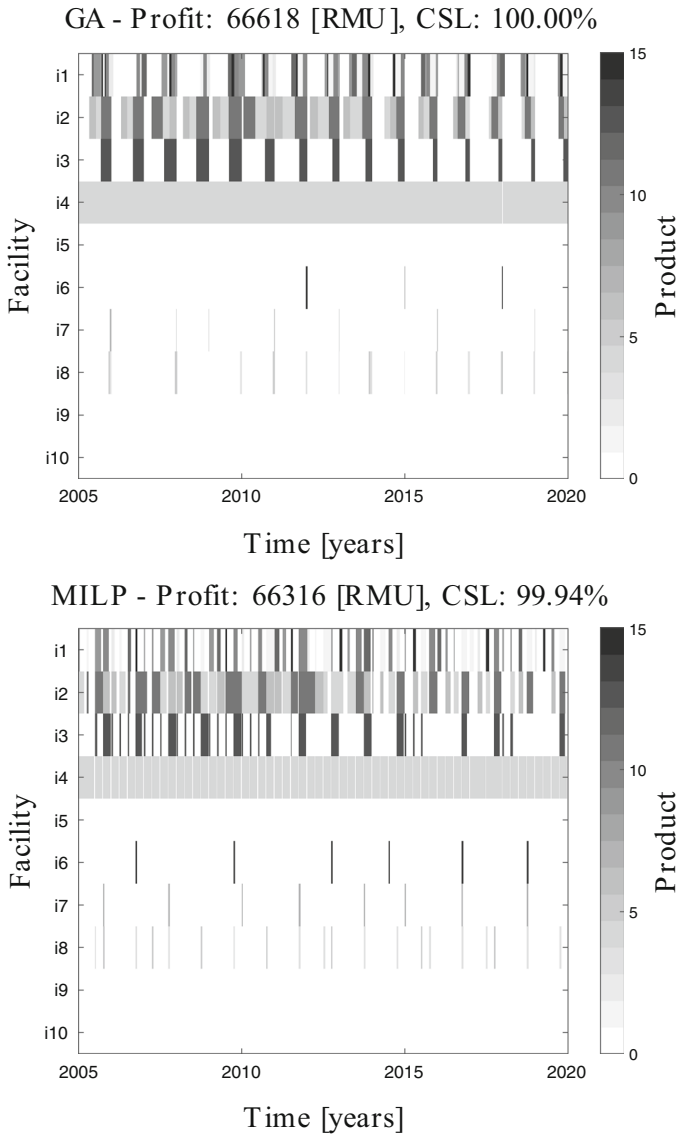 GA - Profit: 66618 [RMU], CSL: 100.00%
i1
i2
i3
i4
i5
i6
i7
i8
i9
i10
Facility
2005
2010
2015
2020
Time [years]
15
10
5
0
Product
MILP - Profit: 66316 [RMU], CSL: 99.94%
i1
i2
i3
i4
i5
i6
i7
i8
i9
i10
Facility
2005
2010
2015
2020
Time [years]
15
10
5
0
Product